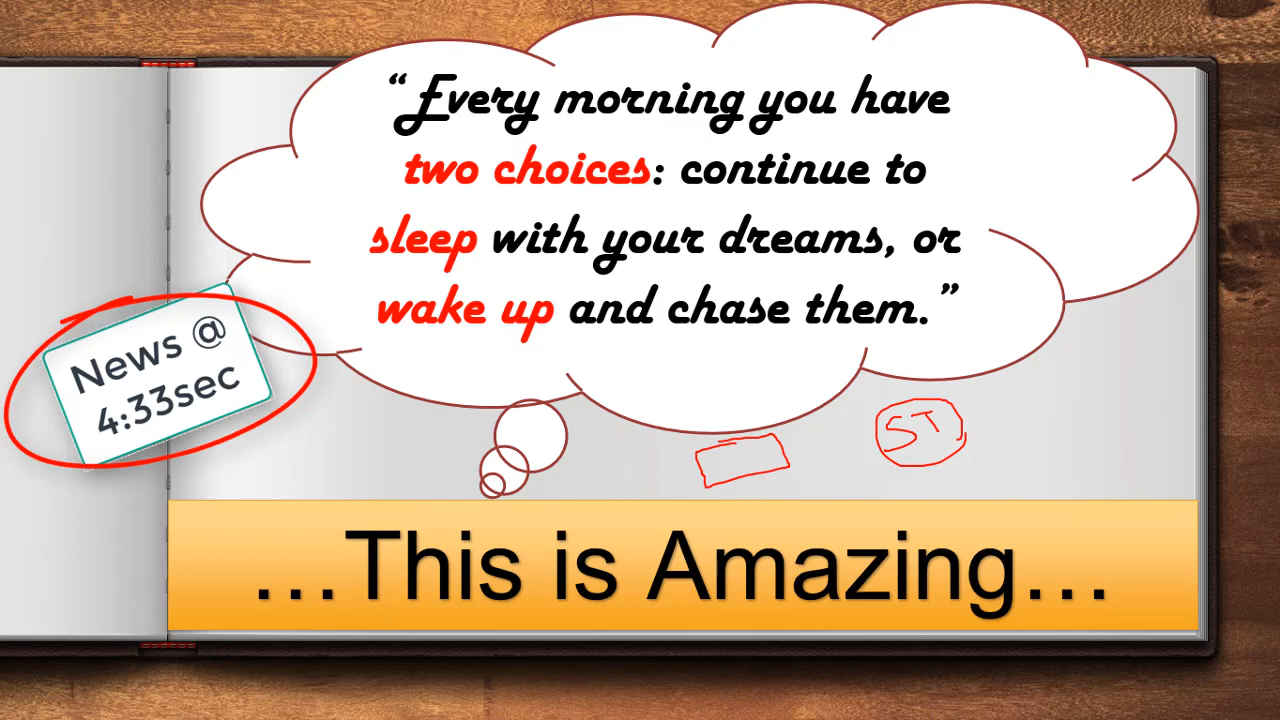 “Every morning you have
two choices: continue to
sleep with your dreams, or
wake up and chase them.”
News @
4:33sec
ST
...This is Amazing...